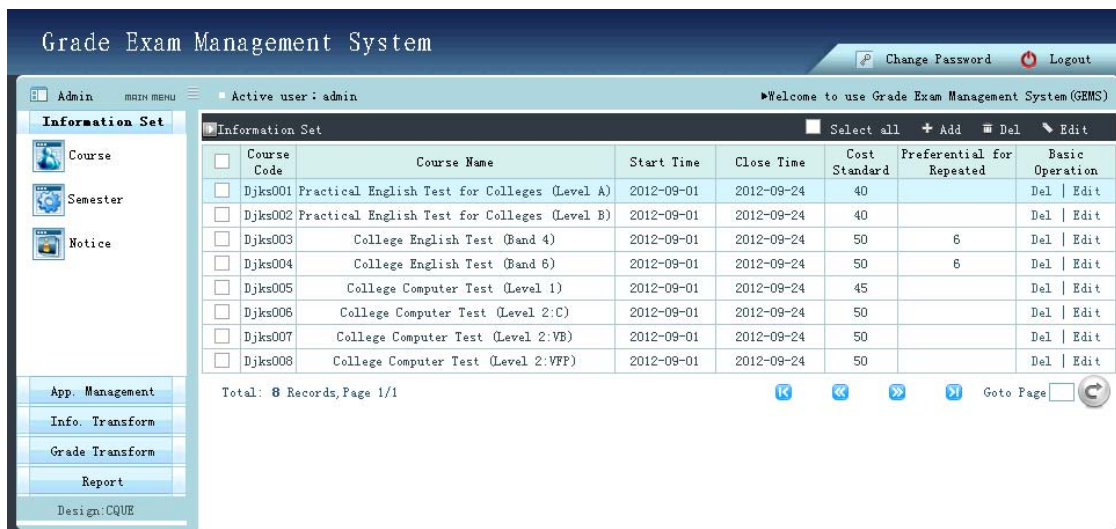 Grade Exam Management System
Change Password Logout
Admin MAIN MENU Active user: admin ▶Welcome to use Grade Exam Management System(GEMS)
Information Set
Course
Semester
Notice
App. Management
Info. Transform
Grade Transform
Report
Design:CQUE
Information Set Select all Add Del Edit
Course Code Course Name Start Time Close Time Cost Standard Preferential for Repeated Basic Operation
Djks001 Practical English Test for Colleges (Level A) 2012-09-01 2012-09-24 40 Del | Edit
Djks002 Practical English Test for Colleges (Level B) 2012-09-01 2012-09-24 40 Del | Edit
Djks003 College English Test (Band 4) 2012-09-01 2012-09-24 50 6 Del | Edit
Djks004 College English Test (Band 6) 2012-09-01 2012-09-24 50 6 Del | Edit
Djks005 College Computer Test (Level 1) 2012-09-01 2012-09-24 45 Del | Edit
Djks006 College Computer Test (Level 2:C) 2012-09-01 2012-09-24 50 Del | Edit
Djks007 College Computer Test (Level 2:VB) 2012-09-01 2012-09-24 50 Del | Edit
Djks008 College Computer Test (Level 2:VFP) 2012-09-01 2012-09-24 50 Del | Edit
Total: 8 Records,Page 1/1 Goto Page